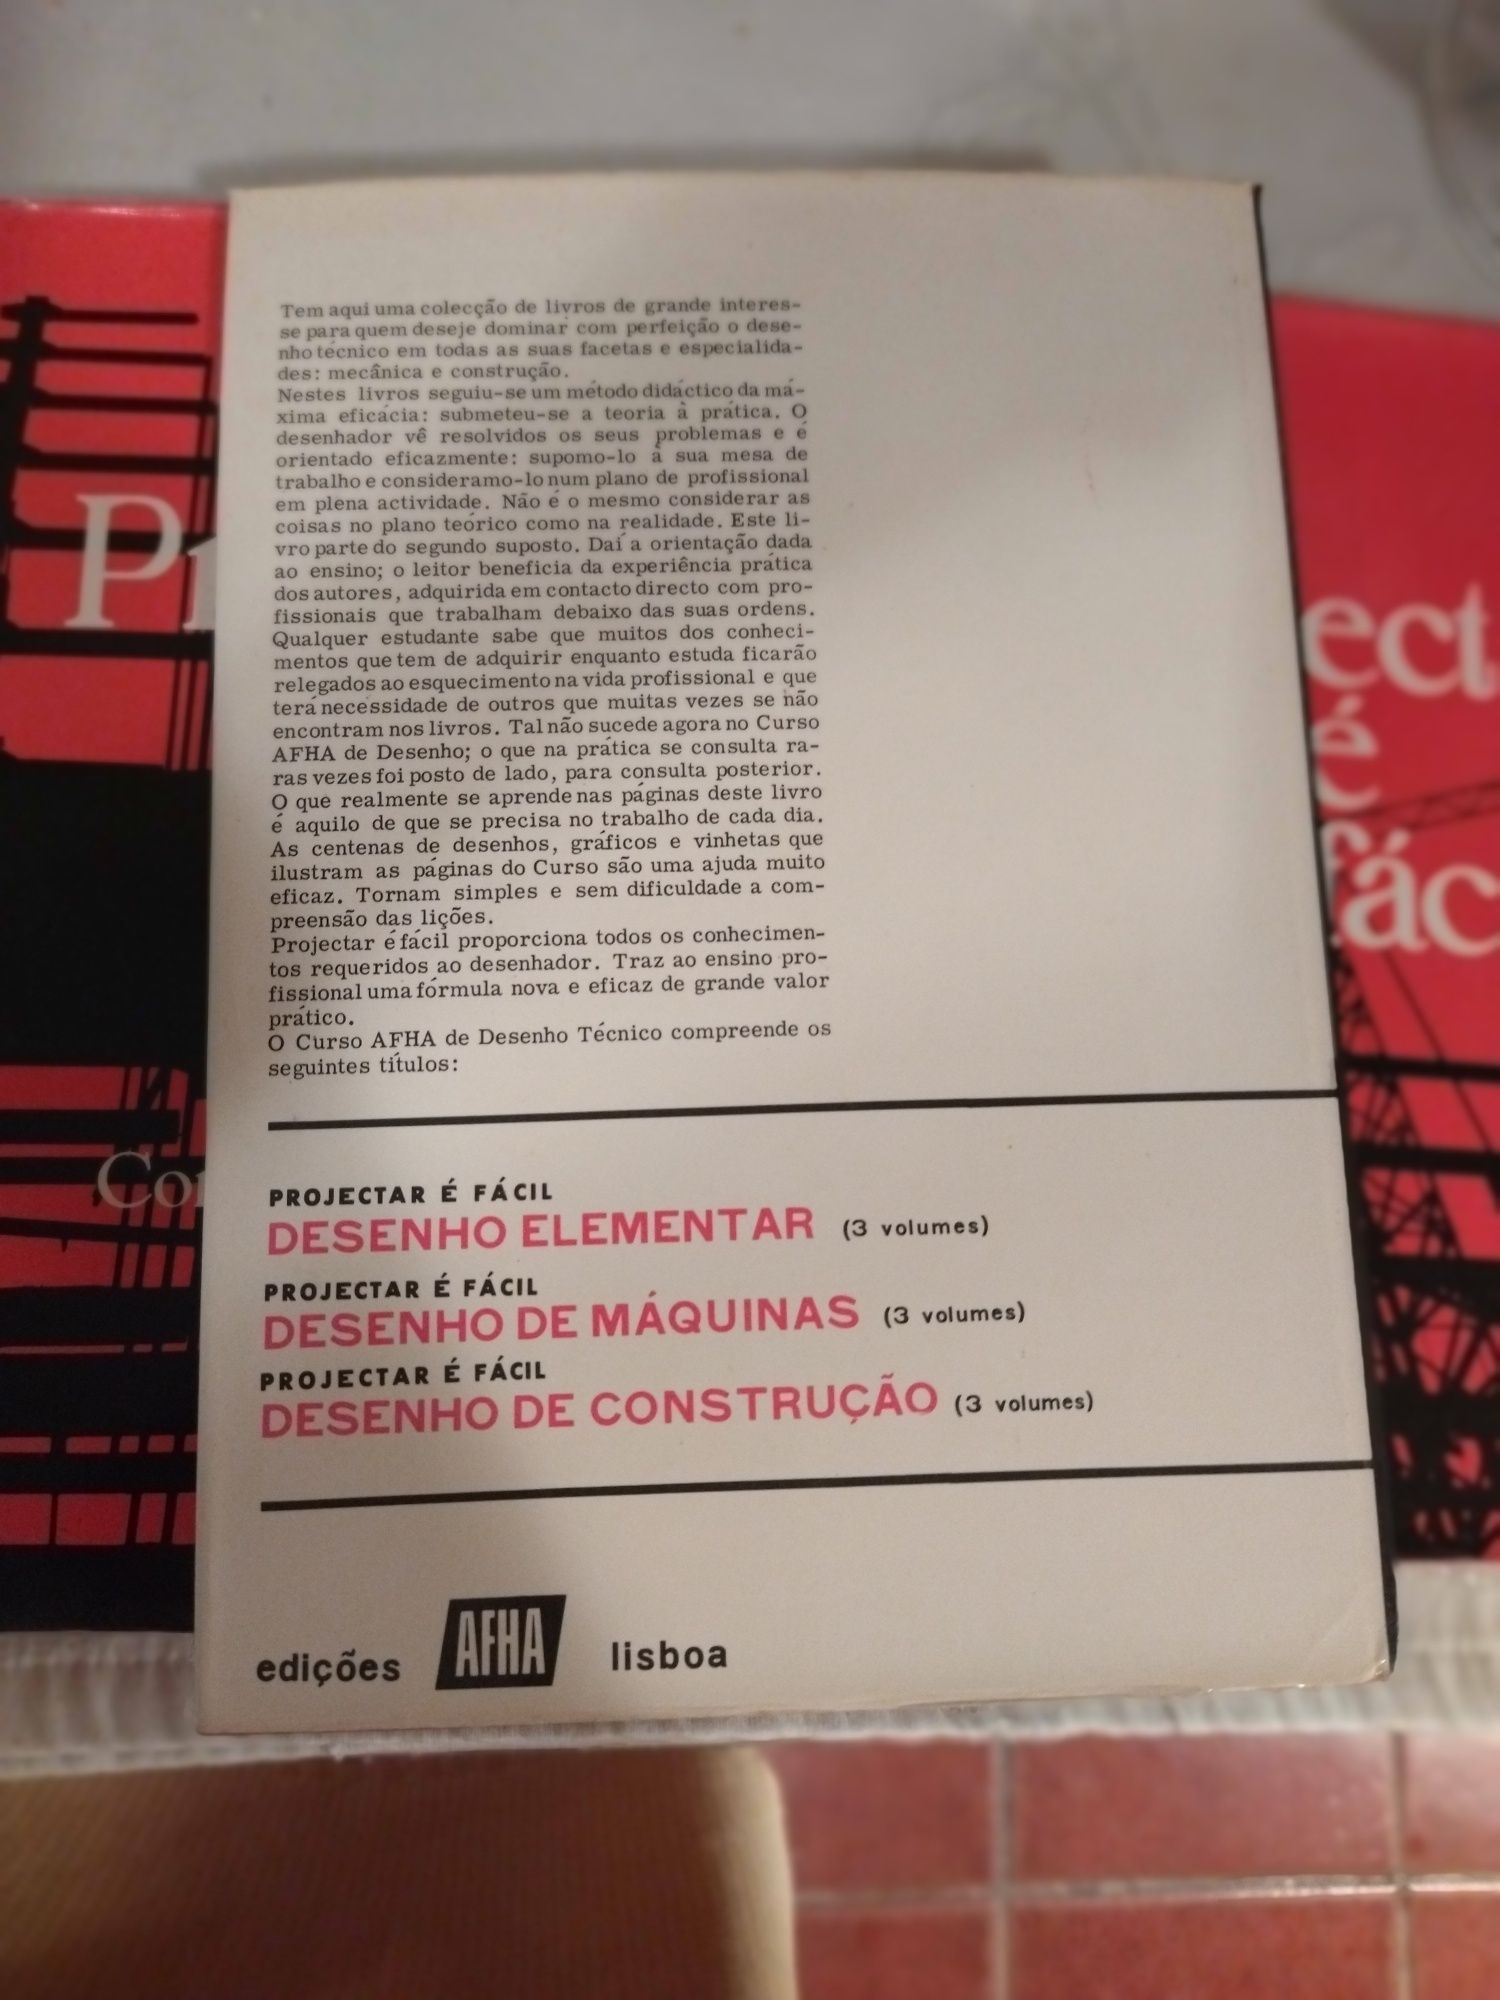 Tem aqui uma colecção de livros de grande interes-
se para quem deseje dominar com perfeição o dese-
nho técnico em todas as suas facetas e especialida-
des: mecânica e construção.
Nestes livros seguiu-se um método didáctico da má-
xima eficácia: submeteu-se a teoria à prática. O
desenhador vê resolvidos os seus problemas e é
orientado eficazmente: supomo-lo à sua mesa de
trabalho e consideramo-lo num plano de profissional
em plena actividade. Não é o mesmo considerar as
coisas no plano teórico como na realidade. Este li-
vro parte do segundo suposto. Daí a orientação dada
ao ensino; o leitor beneficia da experiência prática
dos autores, adquirida em contacto directo com pro-
fissionais que trabalham debaixo das suas ordens.
Qualquer estudante sabe que muitos dos conheci-
mentos que tem de adquirir enquanto estuda ficarão
relegados ao esquecimento na vida profissional e que
terá necessidade de outros que muitas vezes se não
encontram nos livros. Tal não sucede agora no Curso
AFHA de Desenho; o que na prática se consulta ra-
ras vezes foi posto de lado, para consulta posterior.
O que realmente se aprende nas páginas deste livro
é aquilo de que se precisa no trabalho de cada dia.
As centenas de desenhos, gráficos e vinhetas que
ilustram as páginas do Curso são uma ajuda muito
eficaz. Tornam simples e sem dificuldade a com-
preensão das lições.
Projectar é fácil proporciona todos os conhecimen-
tos requeridos ao desenhador. Traz ao ensino pro-
fissional uma fórmula nova e eficaz de grande valor
prático.
O Curso AFHA de Desenho Técnico compreende os
seguintes títulos:
PROJECTAR É FÁCIL
DESENHO ELEMENTAR (3 volumes)
PROJECTAR É FÁCIL
DESENHO DE MÁQUINAS (3 volumes)
PROJECTAR É FÁCIL
DESENHO DE CONSTRUÇÃO (3 volumes)
edições AFHA lisboa
ect
é
fác